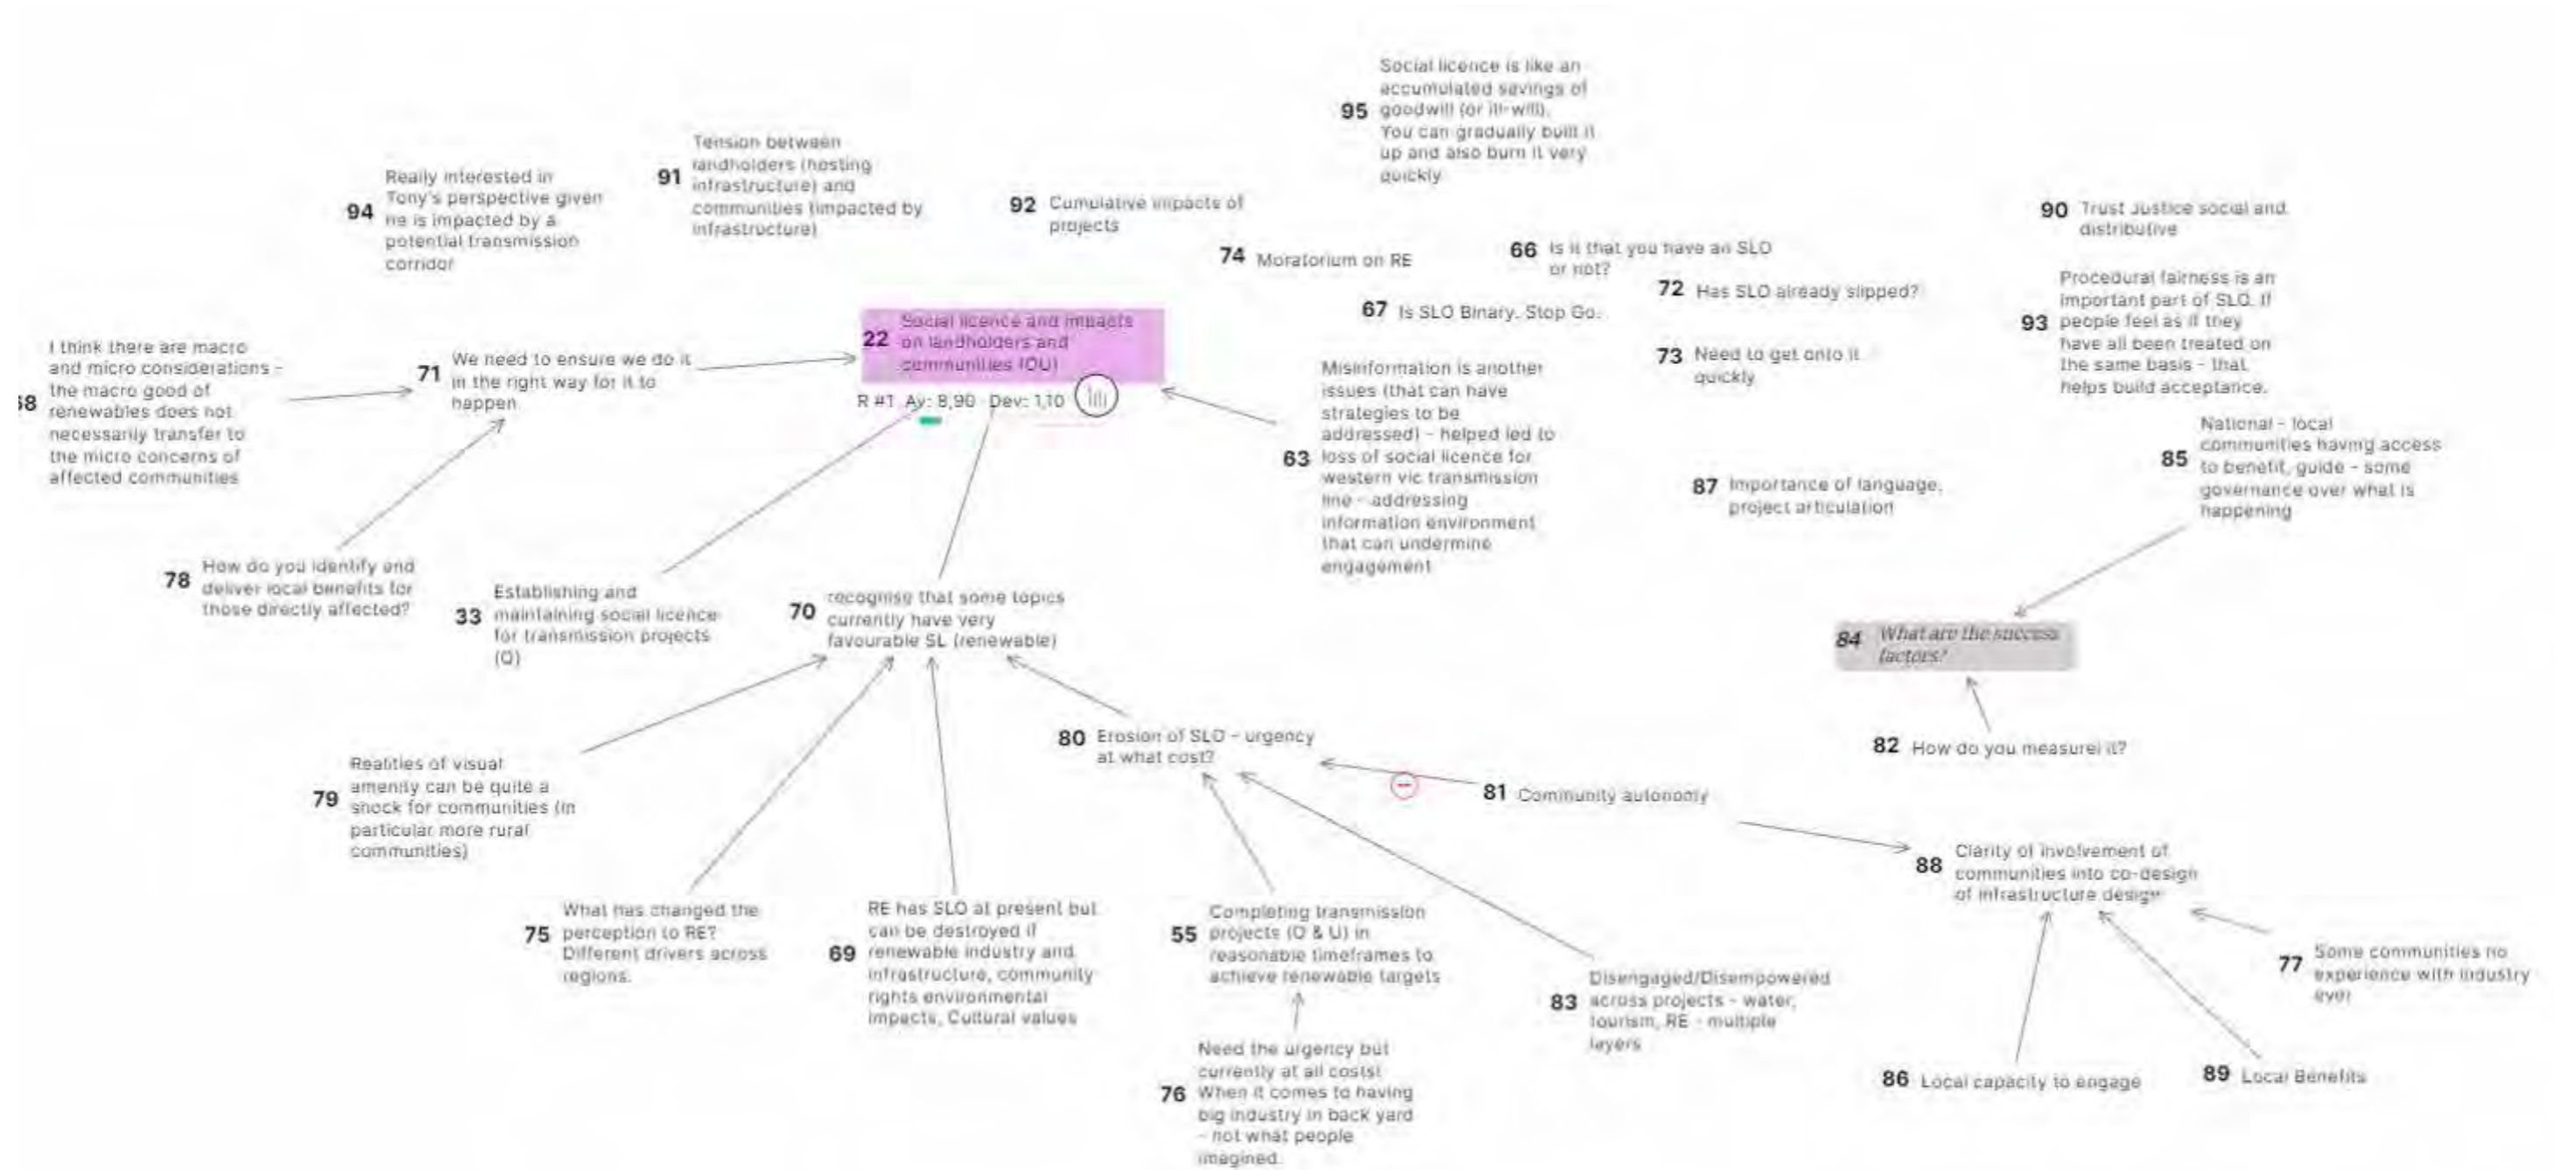 95
Social licence is like an
accumulated savings of
goodwill (or ill-will).
You can gradually built it
up and also burn it very
quickly
91
Tension between
landholders (hosting
infrastructure) and
communities (impacted by
infrastructure)
94
Really interested in
Tony's perspective given
he is impacted by a
potential transmission
corridor
92
Cumulative impacts of
projects
90
Trust Justice social and
distributive
74
Moratorium on RE
66
Is it that you have an SLO
or not?
72
Has SLO already slipped?
67
Is SLO Binary. Stop Go.
93
Procedural fairness is an
important part of SLO. If
people feel as if they
have all been treated on
the same basis - that
helps build acceptance.
22
Social licence and impacts
on landholders and
communities (OU)
R #1 Av: 8,90 Dev: 1,10
68
I think there are macro
and micro considerations -
the macro good of
renewables does not
necessarily transfer to
the micro concerns of
affected communities
71
We need to ensure we do it
in the right way for it to
happen
73
Need to get onto it
quickly
63
Misinformation is another
issues (that can have
strategies to be
addressed) - helped led to
loss of social licence for
western vic transmission
line - addressing
information environment
that can undermine
engagement
87
Importance of language,
project articulation
85
National - local
communities having access
to benefit, guide - some
governance over what is
happening
78
How do you identify and
deliver local benefits for
those directly affected?
33
Establishing and
maintaining social licence
for transmission projects
(O)
70
recognise that some topics
currently have very
favourable SL (renewable)
84
What are the success
factors?
80
Erosion of SLO - urgency
at what cost?
82
How do you measurei it?
79
Realities of visual
amenity can be quite a
shock for communities (in
particular more rural
communities)
81
Community autonomy
88
Clarity of involvement of
communities into co-design
of infrastructure design
75
What has changed the
perception to RE?
Different drivers across
regions.
69
RE has SLO at present but
can be destroyed if
renewable industry and
infrastructure, community
rights environmental
impacts, Cultural values
55
Completing transmission
projects (O & U) in
reasonable timeframes to
achieve renewable targets
83
Disengaged/Disempowered
across projects - water,
tourism, RE - multiple
layers
77
Some communities no
experience with industry
ever
76
Need the urgency but
currently at all costs!
When it comes to having
big industry in back yard
- not what people
imagined.
86
Local capacity to engage
89
Local Benefits